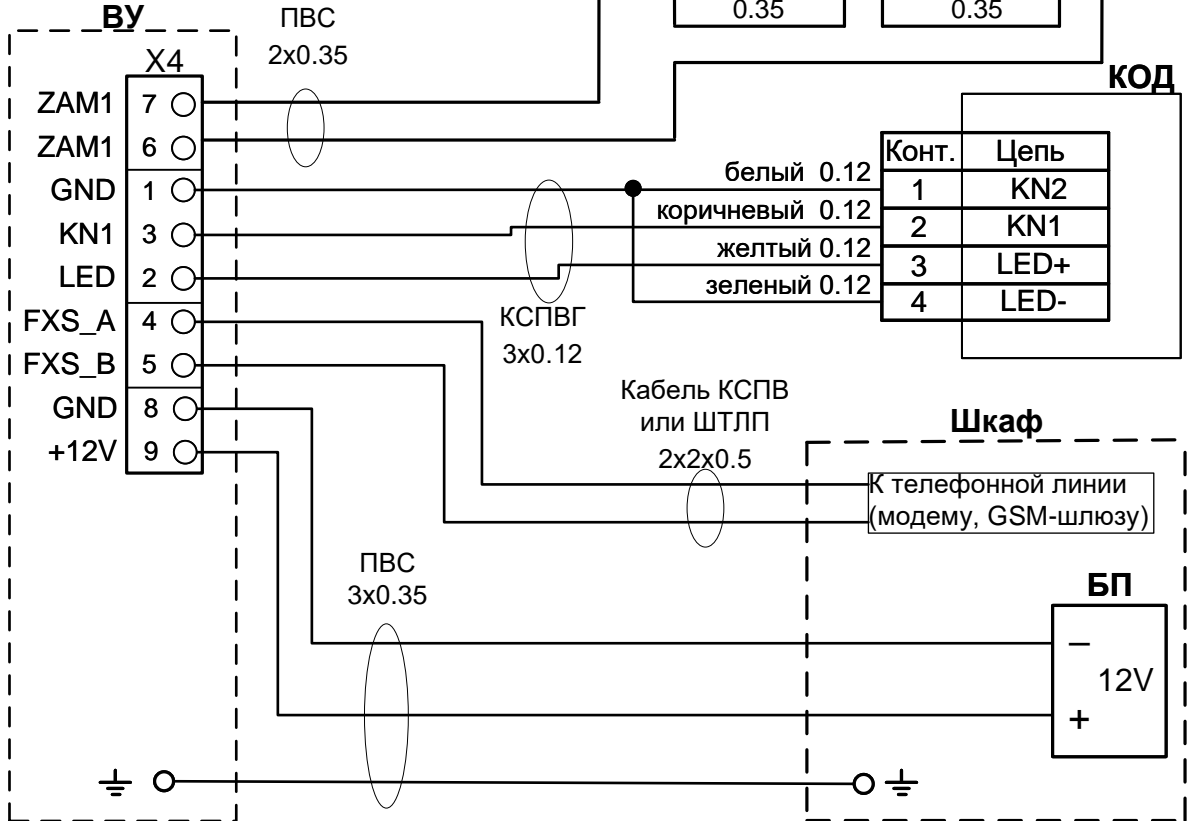 ВУ
ПВС
2x0.35
0.35
0.35
X4
КОД
ZAM1 7
ZAM1 6
GND 1
KN1 3
LED 2
FXS_A 4
FXS_B 5
GND 8
+12V 9
Конт. Цепь
белый 0.12 1 KN2
коричневый 0.12 2 KN1
желтый 0.12 3 LED+
зеленый 0.12 4 LED-
КСПВГ
3x0.12
Кабель КСПВ
или ШТЛП
2x2x0.5
Шкаф
К телефонной линии
(модему, GSM-шлюзу)
ПВС
3x0.35
БП
–
12V
+